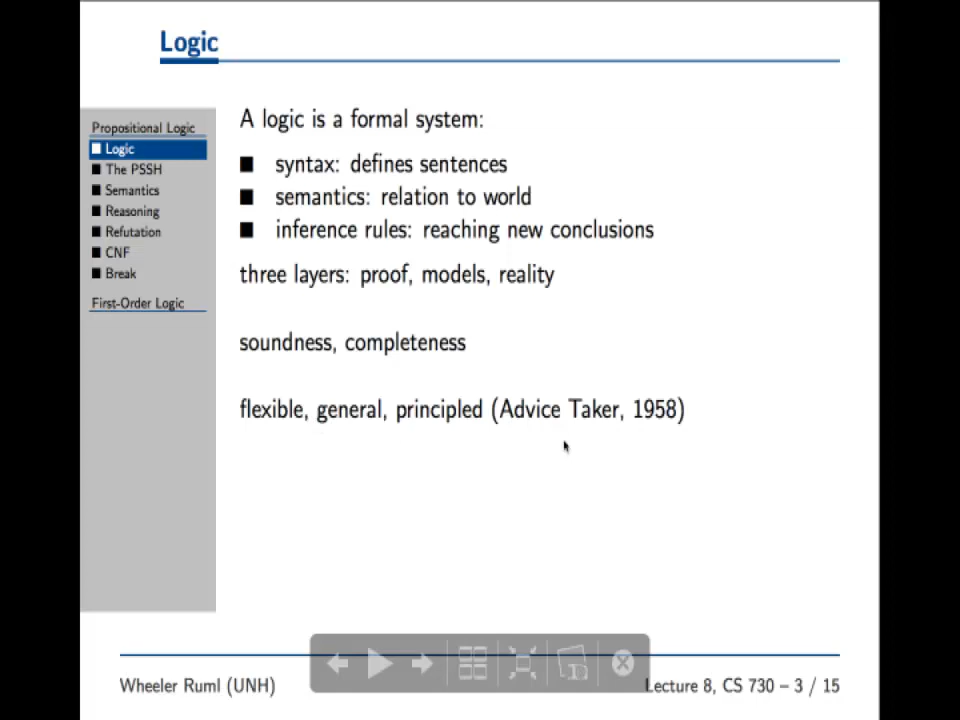 Logic
Propositional Logic
Logic
The PSSH
Semantics
Reasoning
Refutation
CNF
Break
First-Order Logic
A logic is a formal system:
syntax: defines sentences
semantics: relation to world
inference rules: reaching new conclusions
three layers: proof, models, reality
soundness, completeness
flexible, general, principled (Advice Taker, 1958)
Wheeler Ruml (UNH)
Lecture 8, CS 730 – 3 / 15